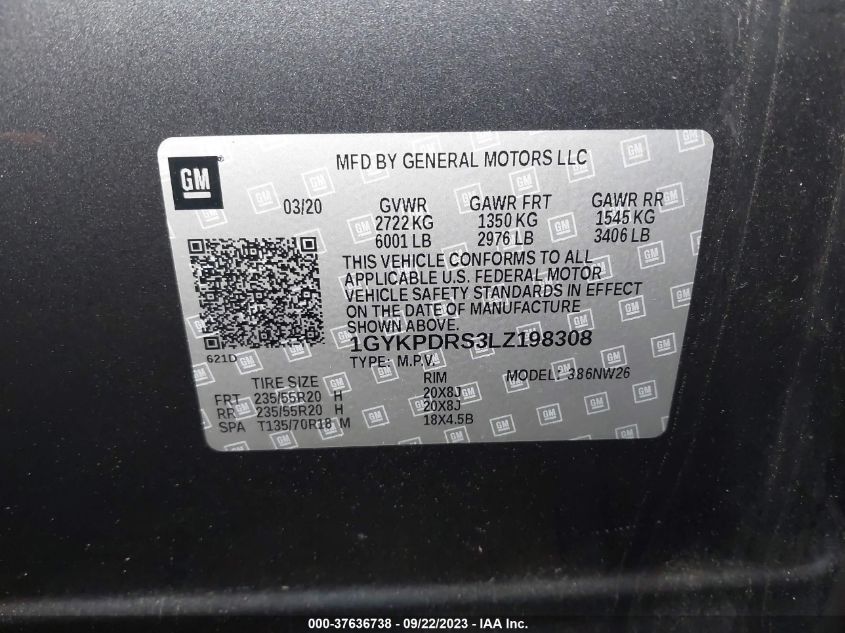 GM
MFD BY GENERAL MOTORS LLC
03/20 GVWR GAWR FRT GAWR RR
2722 KG 1350 KG 1545 KG
6001 LB 2976 LB 3406 LB
THIS VEHICLE CONFORMS TO ALL
APPLICABLE U.S. FEDERAL MOTOR
VEHICLE SAFETY STANDARDS IN EFFECT
ON THE DATE OF MANUFACTURE
SHOWN ABOVE.
621D
1GYKPDRS3LZ198308
TYPE: M.P.V.
MODEL: 386NW26
TIRE SIZE RIM
FRT 235/55R20 H 20X8J
RR 235/55R20 H 20X8J
SPA T135/70R18 M 18X4.5B
000-37636738 - 09/22/2023 - Copyright © 2023 IAA, Inc.